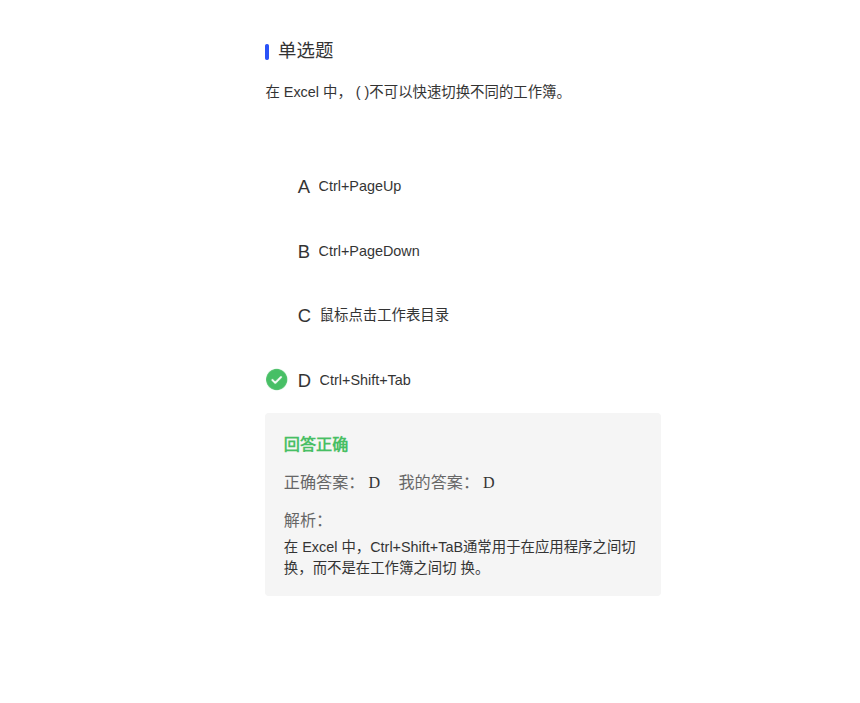 单选题
在 Excel 中， ( )不可以快速切换不同的工作簿。
A Ctrl+PageUp
B Ctrl+PageDown
C 鼠标点击工作表目录
D Ctrl+Shift+Tab
回答正确
正确答案： D 我的答案： D
解析：
在 Excel 中，Ctrl+Shift+TaB通常用于在应用程序之间切
换，而不是在工作簿之间切 换。